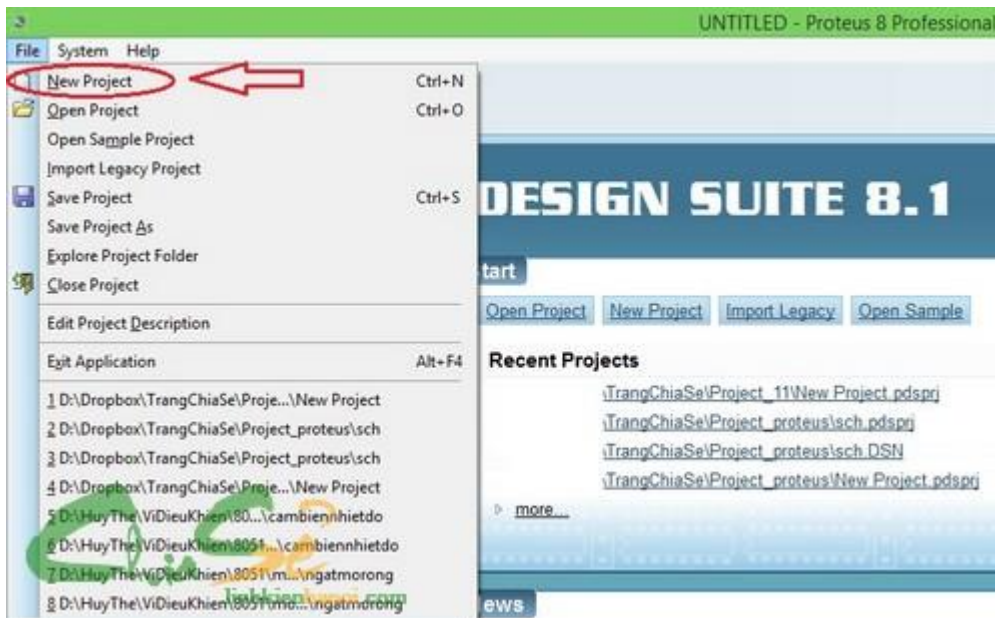 UNTITLED - Proteus 8 Professional
File System Help
New Project Ctrl+N
Open Project Ctrl+O
Open Sample Project
Import Legacy Project
Save Project Ctrl+S
Save Project As
Explore Project Folder
Close Project
Edit Project Description
Exit Application Alt+F4
1 D:\Dropbox\TrangChiaSe\Proje...\New Project
2 D:\Dropbox\TrangChiaSe\Project_proteus\sch
3 D:\Dropbox\TrangChiaSe\Project_proteus\sch
4 D:\Dropbox\TrangChiaSe\Proje...\New Project
5 D:\HuyThe\ViDieuKhien\80...\cambiennhietdo
6 D:\HuyThe\ViDieuKhien\8051...\cambiennhietdo
7 D:\HuyThe\ViDieuKhien\8051\m...\ngatmorong
8 D:\HuyThe\ViDieuKhien\8051\mo...\ngatmorong
DESIGN SUITE 8.1
tart
Open Project New Project Import Legacy Open Sample
Recent Projects
\TrangChiaSe\Project_11\New Project.pdsprj
\TrangChiaSe\Project_proteus\sch.pdsprj
\TrangChiaSe\Project_proteus\sch.DSN
\TrangChiaSe\Project_proteus\New Project.pdsprj
more...
ews